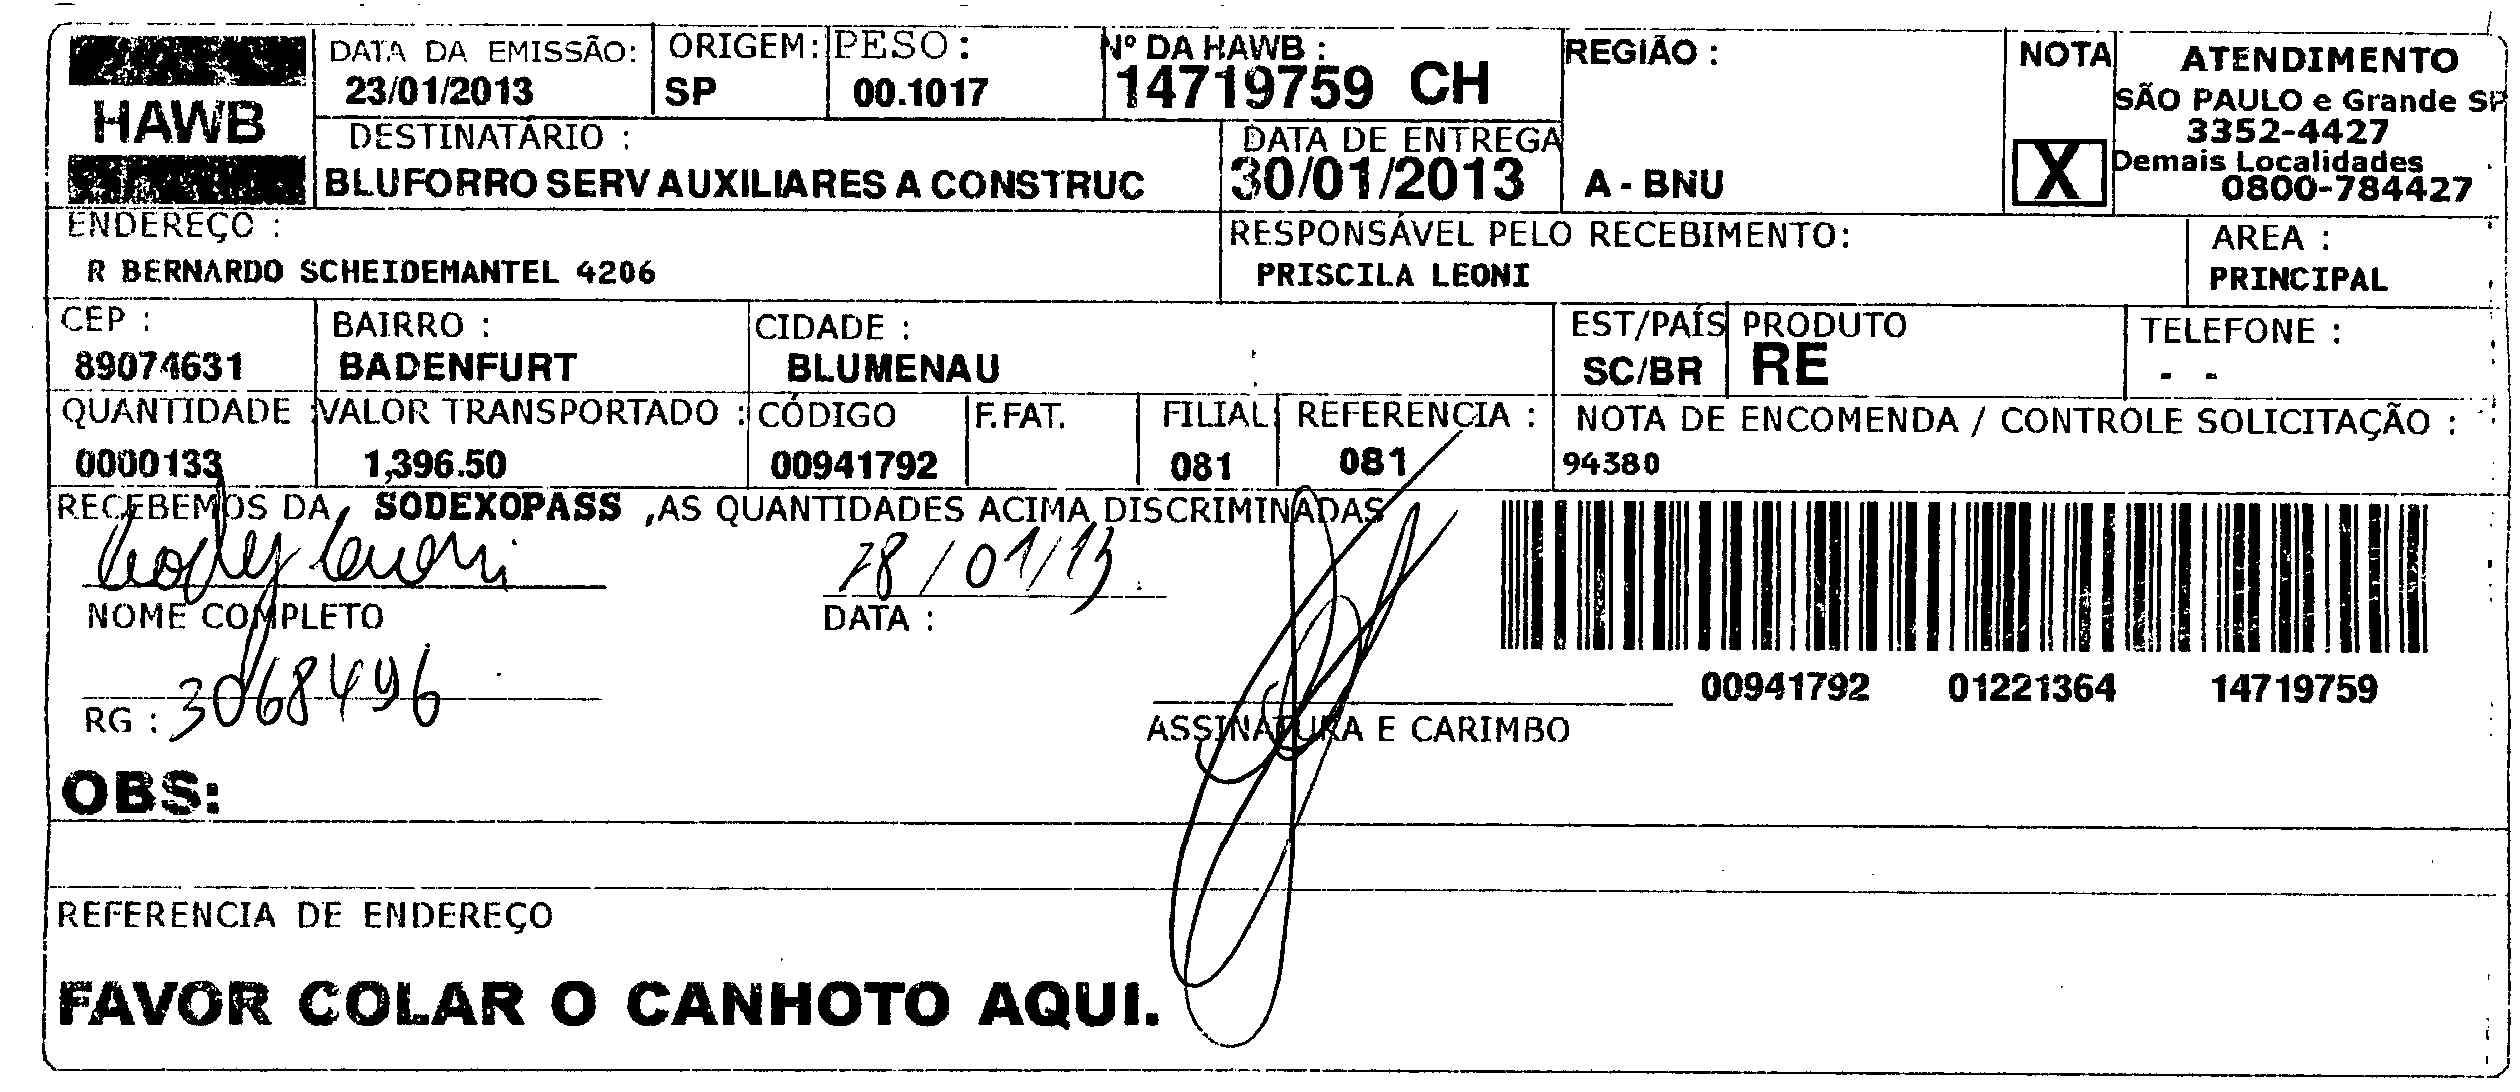 HAWB
DATA DA EMISSÃO: ORIGEM: PESO : Nº DA HAWB : REGIÃO : NOTA ATENDIMENTO
23/01/2013 SP 00.1017 14719759 CH SÃO PAULO e Grande SP
3352-4427
DESTINATÁRIO : DATA DE ENTREGA Demais Localidades
BLUFORRO SERV AUXILIARES A CONSTRUC 30/01/2013 A - BNU X 0800-784427
ENDEREÇO : RESPONSÁVEL PELO RECEBIMENTO: AREA :
R BERNARDO SCHEIDEMANTEL 4206 PRISCILA LEONI PRINCIPAL
CEP : BAIRRO : CIDADE : EST/PAÍS PRODUTO TELEFONE :
89074631 BADENFURT BLUMENAU SC/BR RE - -
QUANTIDADE VALOR TRANSPORTADO : CÓDIGO F.FAT. FILIAL REFERENCIA : NOTA DE ENCOMENDA / CONTROLE SOLICITAÇÃO :
0000133 1,396.50 00941792 081 081 94380
RECEBEMOS DA SODEXOPASS ,AS QUANTIDADES ACIMA DISCRIMINADAS
28/01/13
NOME COMPLETO DATA :
00941792 01221364 14719759
RG : 3068496 ASSINATURA E CARIMBO
OBS:
REFERENCIA DE ENDEREÇO
FAVOR COLAR O CANHOTO AQUI.